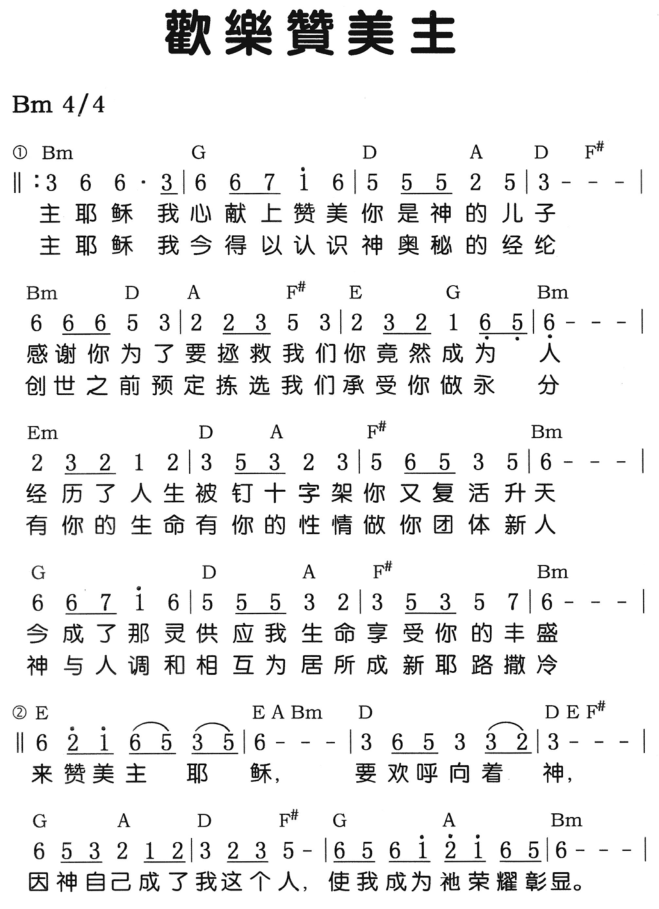 歡樂贊美主
Bm 4/4
① Bm G D A D F#
‖: 3 6 6 · 3 | 6 6 7 1 6 | 5 5 5 2 5 | 3 - - - |
主耶稣我心献上赞美你是神的儿子
主耶稣我今得以认识神奥秘的经纶
Bm D A F# E G Bm
6 6 6 5 3 | 2 2 3 5 3 | 2 3 2 1 6 5 | 6 - - - |
感谢你为了要拯救我们你竟然成为 人
创世之前预定拣选我们承受你做永 分
Em D A F# Bm
2 3 2 1 2 | 3 5 3 2 3 | 5 6 5 3 5 | 6 - - - |
经历了人生被钉十字架你又复活升天
有你的生命有你的性情做你团体新人
G D A F# Bm
6 6 7 1 6 | 5 5 5 3 2 | 3 5 3 5 7 | 6 - - - |
今成了那灵供应我生命享受你的丰盛
神与人调和相互为居所成新耶路撒冷
② E E A Bm D D E F#
‖ 6 2 1 6 5 3 5 | 6 - - - | 3 6 5 3 3 2 | 3 - - - |
来赞美主 耶 稣, 要欢呼向着 神,
G A D F# G A Bm
6 5 3 2 1 2 | 3 2 3 5 - | 6 5 6 1 2 1 6 5 | 6 - - - |
因神自己成了我这个人, 使我成为祂荣耀彰显。